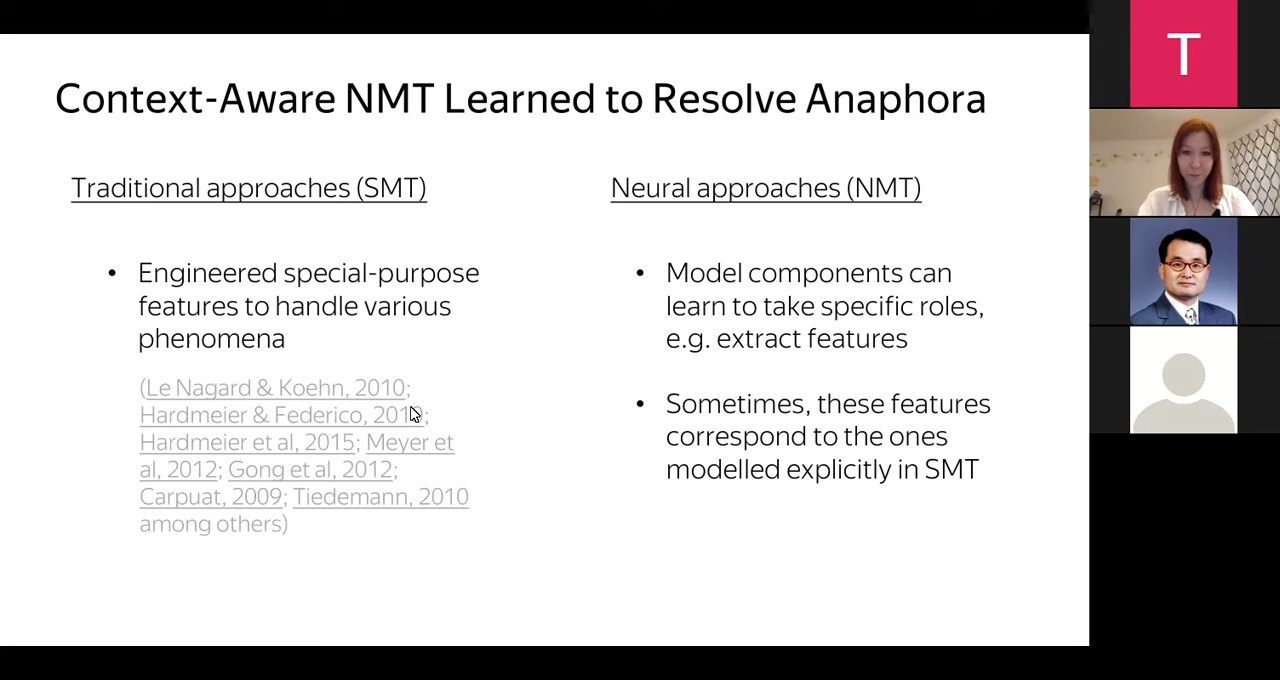 Context-Aware NMT Learned to Resolve Anaphora
Traditional approaches (SMT)
• Engineered special-purpose
features to handle various
phenomena
(Le Nagard & Koehn, 2010;
Hardmeier & Federico, ;
Hardmeier et al, 2015; Meyer et
al, 2012; Gong et al, 2012;
Carpuat, 2009; Tiedemann, 2010
among others)
Neural approaches (NMT)
• Model components can
learn to take specific roles,
e.g. extract features
• Sometimes, these features
correspond to the ones
modelled explicitly in SMT
T